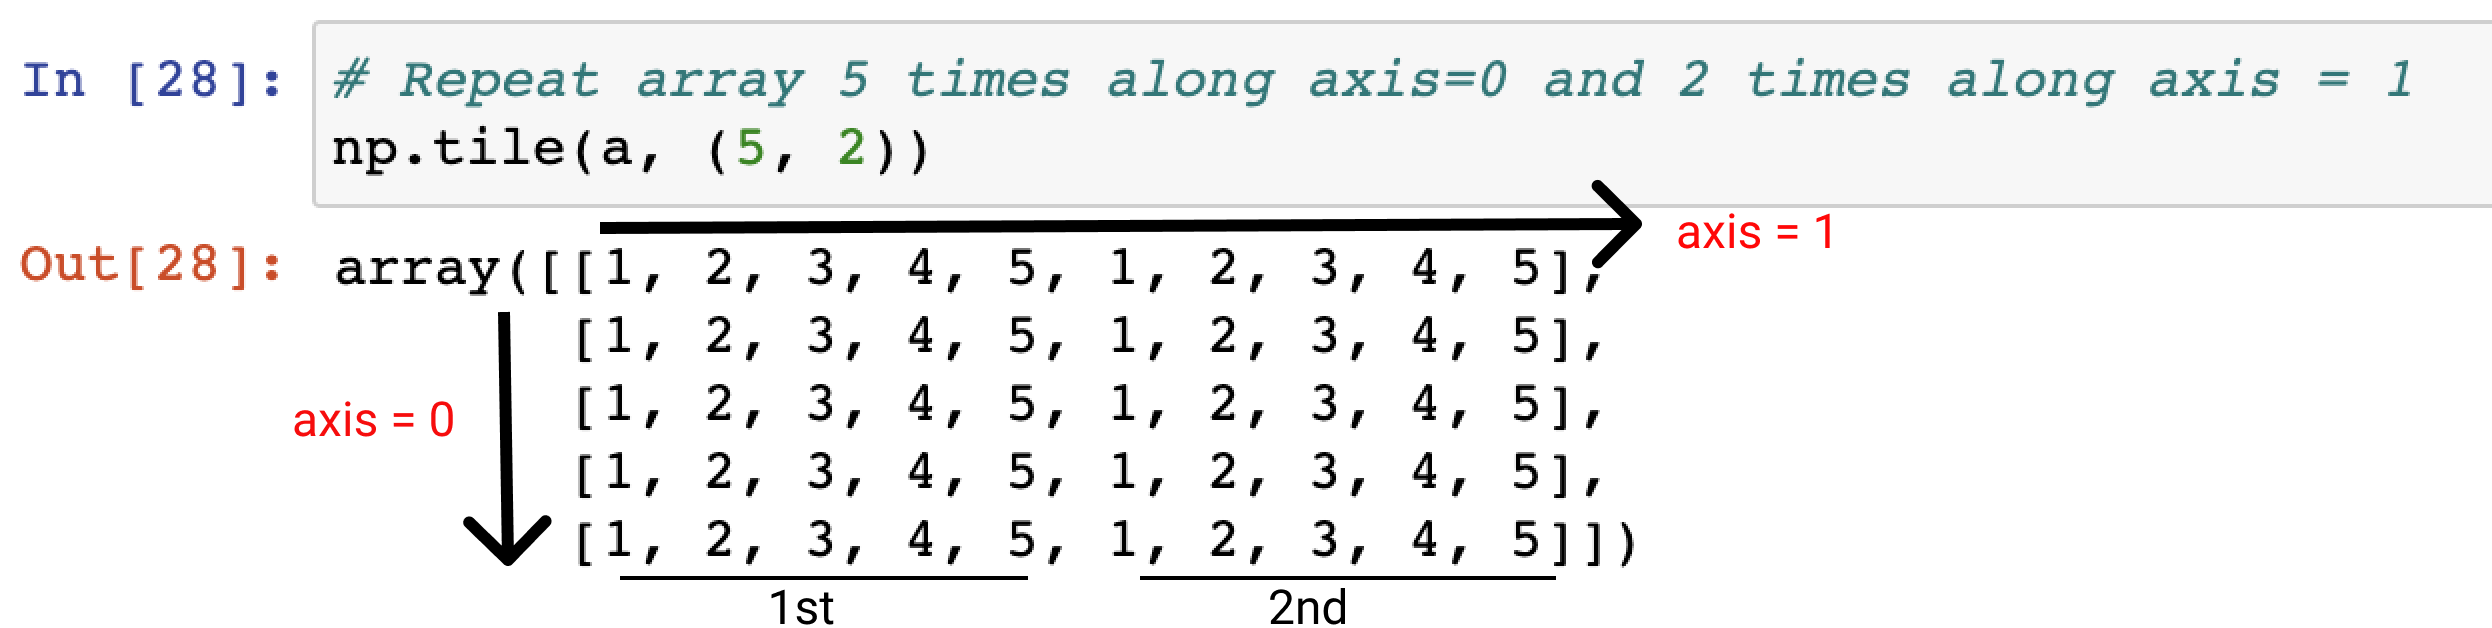 In [28]: # Repeat array 5 times along axis=0 and 2 times along axis = 1
np.tile(a, (5, 2))
axis = 1
Out[28]: array([[1, 2, 3, 4, 5, 1, 2, 3, 4, 5],
[1, 2, 3, 4, 5, 1, 2, 3, 4, 5],
[1, 2, 3, 4, 5, 1, 2, 3, 4, 5],
axis = 0
[1, 2, 3, 4, 5, 1, 2, 3, 4, 5],
[1, 2, 3, 4, 5, 1, 2, 3, 4, 5]])
1st 2nd